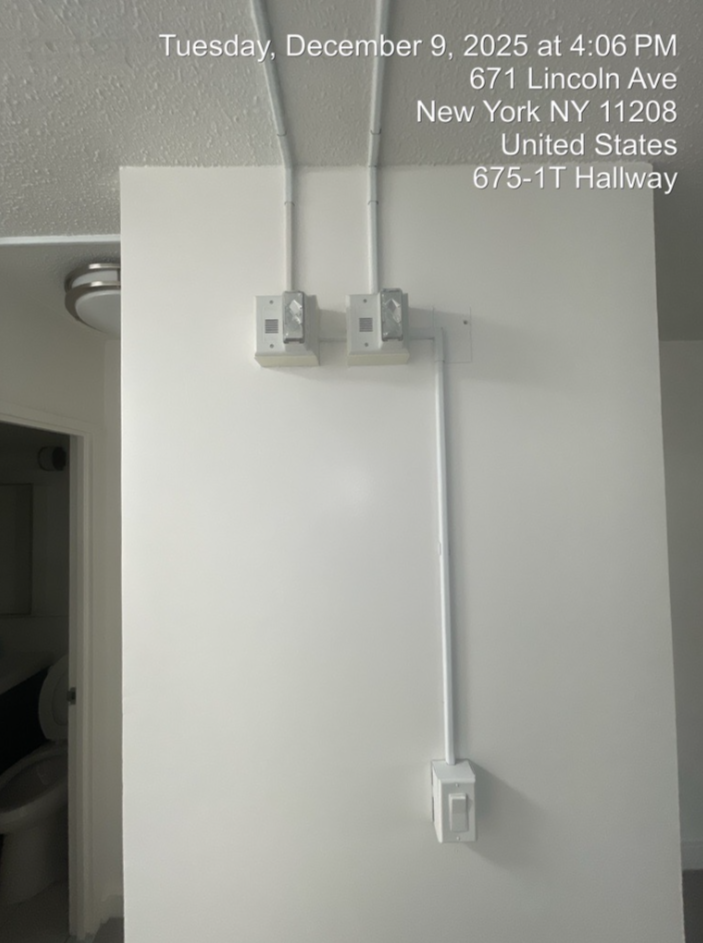 Tuesday, December 9, 2025 at 4:06 PM
671 Lincoln Ave
New York NY 11208
United States
675-1T Hallway